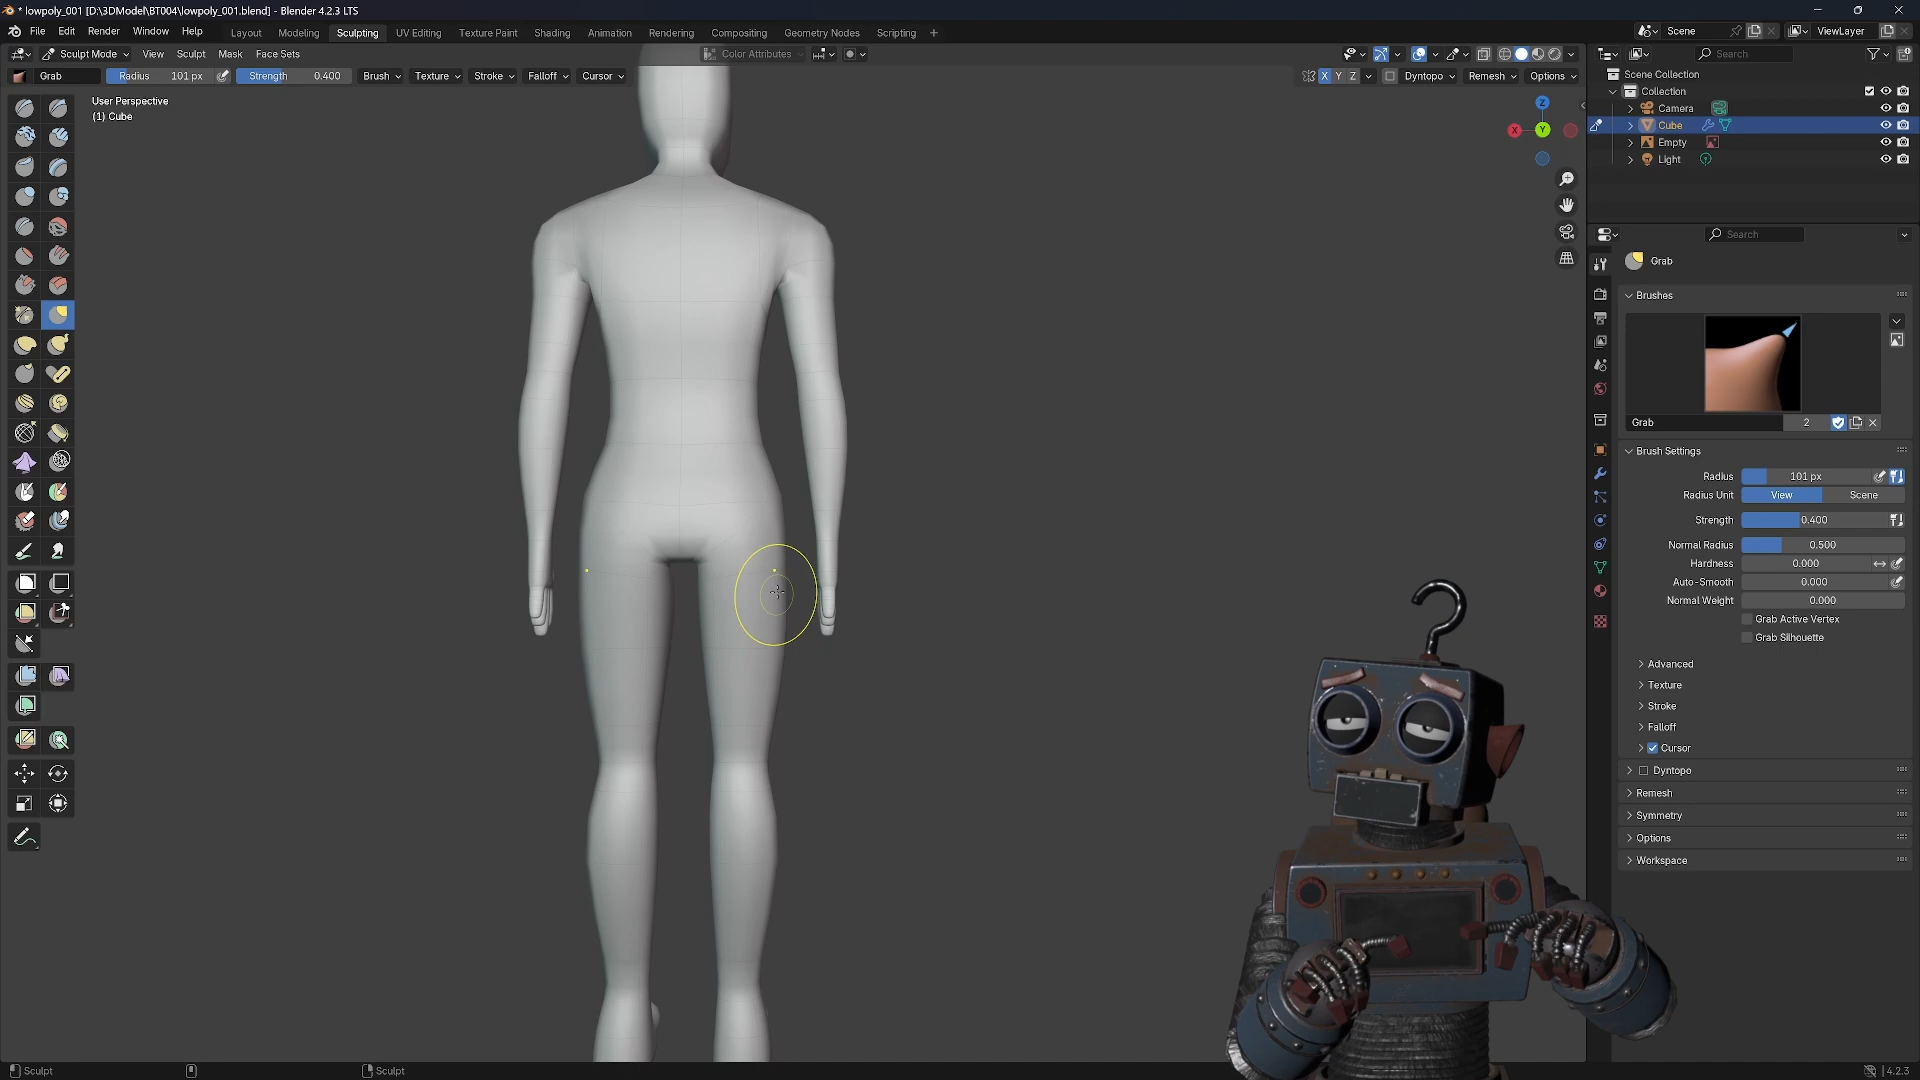 * lowpoly_001 [D:\3DModel\BT004\lowpoly_001.blend] - Blender 4.2.3 LTS
File Edit Render Window Help Layout Modeling Sculpting UV Editing Texture Paint Shading Animation Rendering Compositing Geometry Nodes Scripting + Scene ViewLayer
Sculpt Mode View Sculpt Mask Face Sets Color Attributes Search
Grab Radius 101 px Strength 0.400 Brush Texture Stroke Falloff Cursor X Y Z Dyntopo Remesh Options
User Perspective
(1) Cube
Z
X Y
Scene Collection
Collection
Camera
Cube
Empty
Light
Search
Grab
Brushes
Grab 2
Brush Settings
Radius 101 px
Radius Unit View Scene
Strength 0.400
Normal Radius 0.500
Hardness 0.000
Auto-Smooth 0.000
Normal Weight 0.000
Grab Active Vertex
Grab Silhouette
Advanced
Texture
Stroke
Falloff
Cursor
Dyntopo
Remesh
Symmetry
Options
Workspace
Sculpt Sculpt 4.2.3